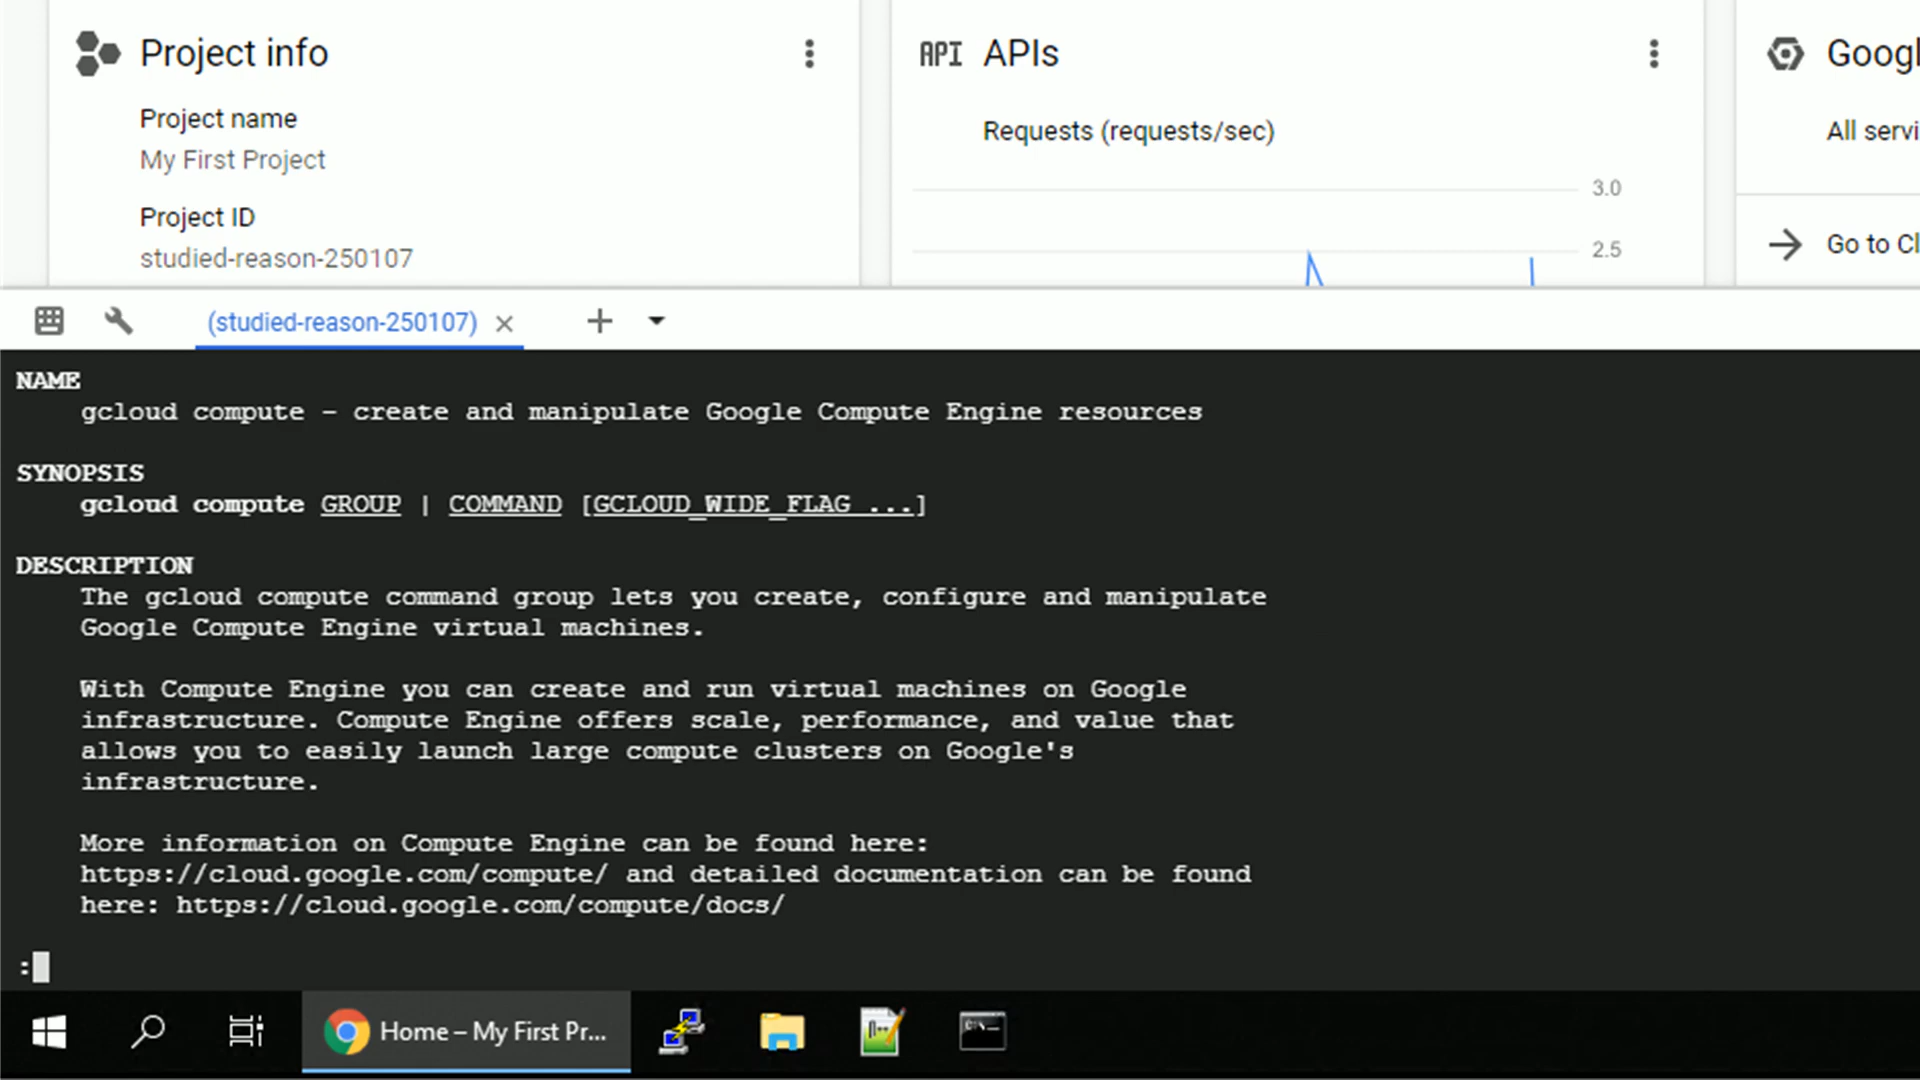 Project info
Project name
My First Project
Project ID
studied-reason-250107
API APIs
Requests (requests/sec)
3.0
2.5
All
Go to
(studied-reason-250107)
NAME
gcloud compute - create and manipulate Google Compute Engine resources
SYNOPSIS
gcloud compute GROUP | COMMAND [GCLOUD_WIDE_FLAG ...]
DESCRIPTION
The gcloud compute command group lets you create, configure and manipulate
Google Compute Engine virtual machines.
With Compute Engine you can create and run virtual machines on Google
infrastructure. Compute Engine offers scale, performance, and value that
allows you to easily launch large compute clusters on Google's
infrastructure.
More information on Compute Engine can be found here:
https://cloud.google.com/compute/ and detailed documentation can be found
here: https://cloud.google.com/compute/docs/
:
Home – My First Pr...